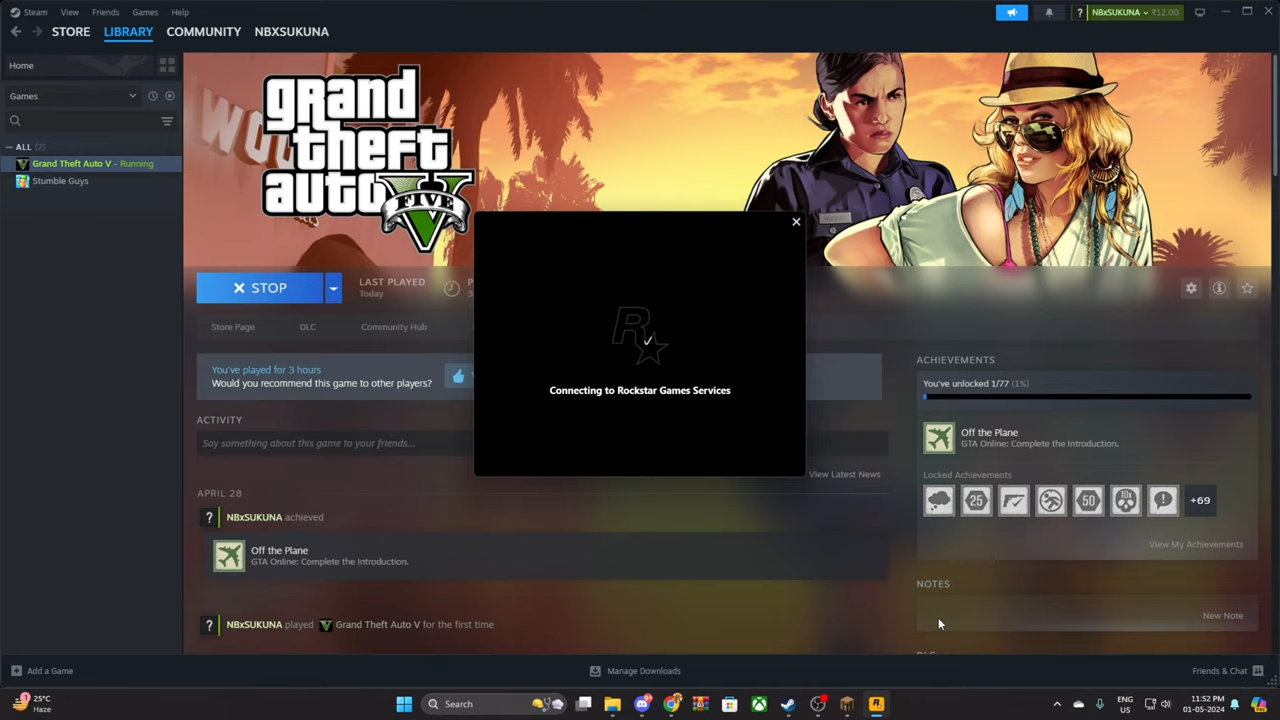 Steam View Friends Games Help
? NBxSUKUNA ₹12.00
STORE LIBRARY COMMUNITY NBXSUKUNA
Home
Games
ALL (2)
Grand Theft Auto V - Running
Stumble Guys
grand
theft
auto V
FIVE
STOP
LAST PLAYED
Today
Store Page DLC Community Hub
You've played for 3 hours
Would you recommend this game to other players?
Connecting to Rockstar Games Services
ACTIVITY
Say something about this game to your friends...
View Latest News
APRIL 28
? NBxSUKUNA achieved
Off the Plane
GTA Online: Complete the Introduction.
? NBxSUKUNA played Grand Theft Auto V for the first time
ACHIEVEMENTS
You've unlocked 1/77 (1%)
Off the Plane
GTA Online: Complete the Introduction.
Locked Achievements
25 50 10x +69
View My Achievements
NOTES
New Note
Add a Game
Manage Downloads
Friends & Chat
25°C
Haze
Search
ENG
US
11:52 PM
01-05-2024